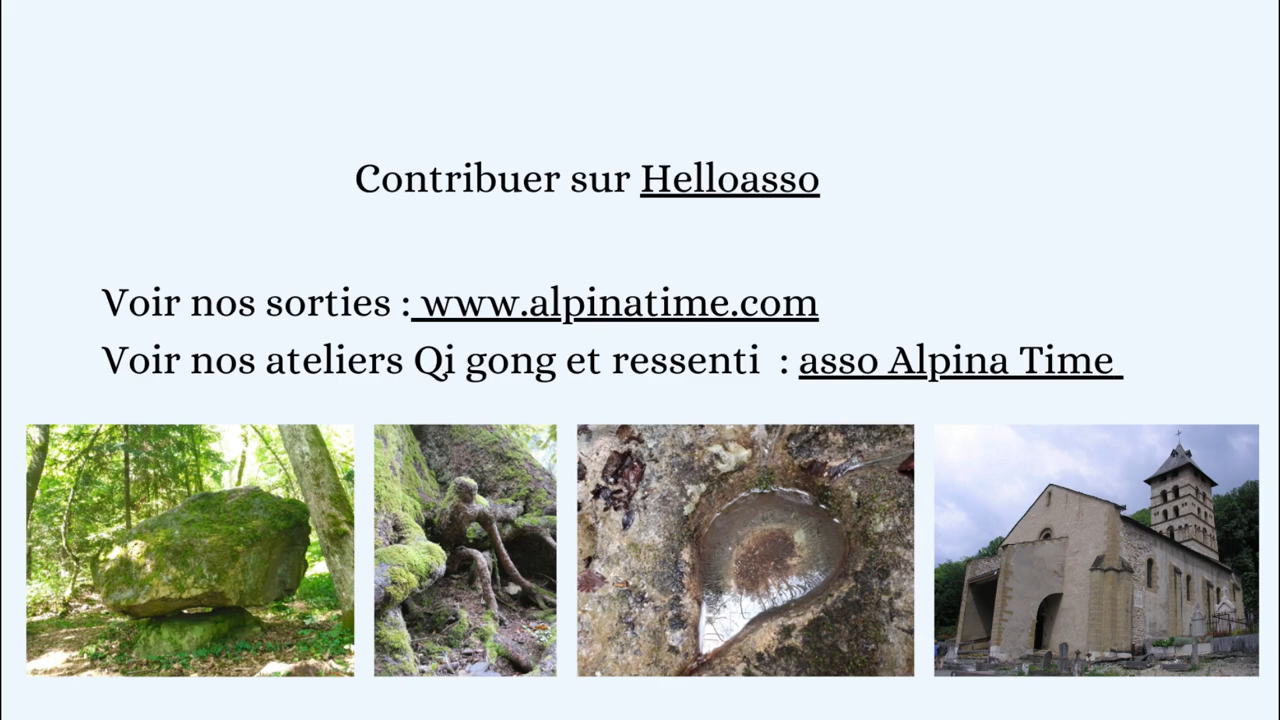 Contribuer sur Helloasso
Voir nos sorties : www.alpinatime.com
Voir nos ateliers Qi gong et ressenti : asso Alpina Time